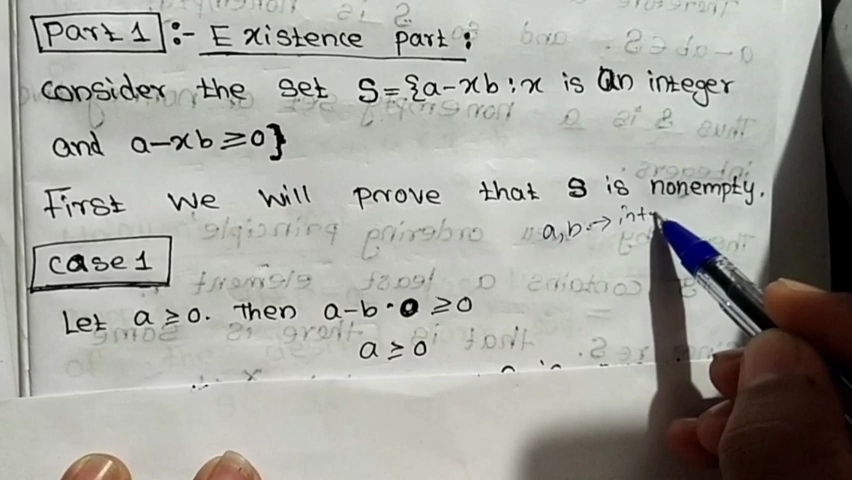 Part 1 :- Existence part:
consider the set S={a-xb : x is an integer
and a-xb ≥0}
First we will prove that S is nonempty.
a,b → int
case 1
Let a ≥0. Then a-b·0 ≥0
a ≥ 0